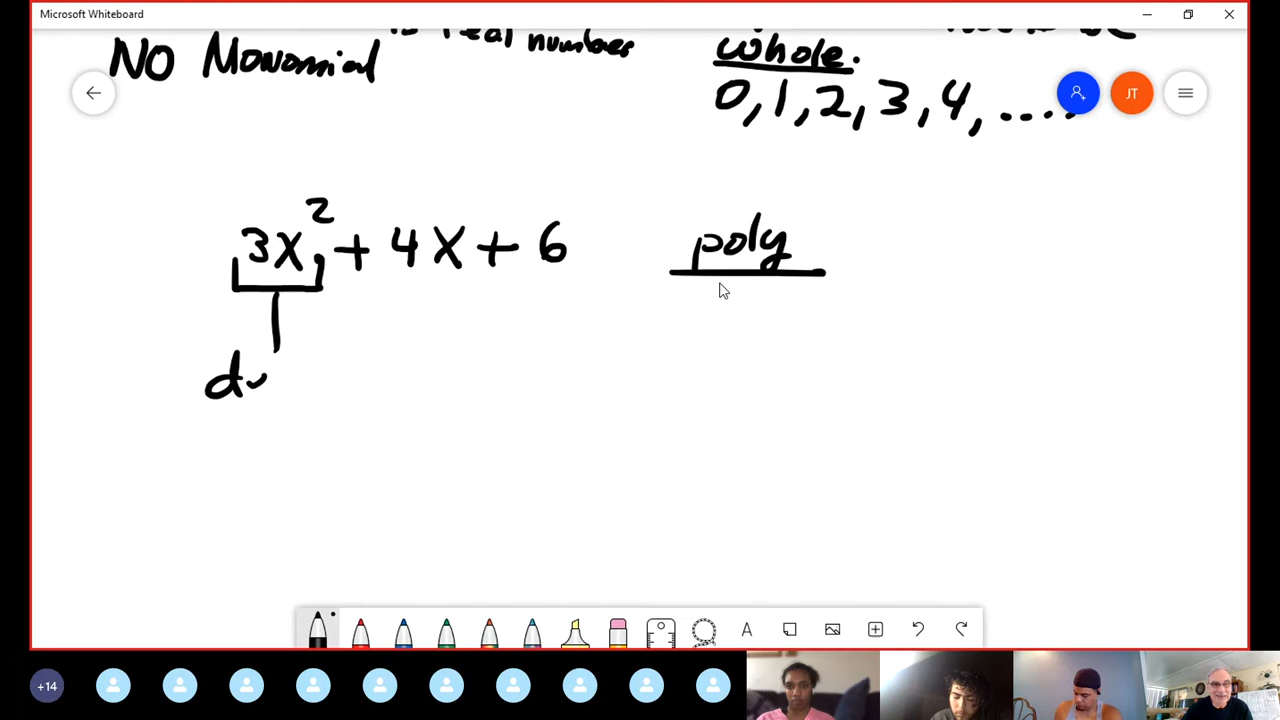 Microsoft Whiteboard
real numbers
NO Monomial
whole.
0, 1, 2, 3, 4, ....
JT
3x² + 4x + 6
poly
A
+14